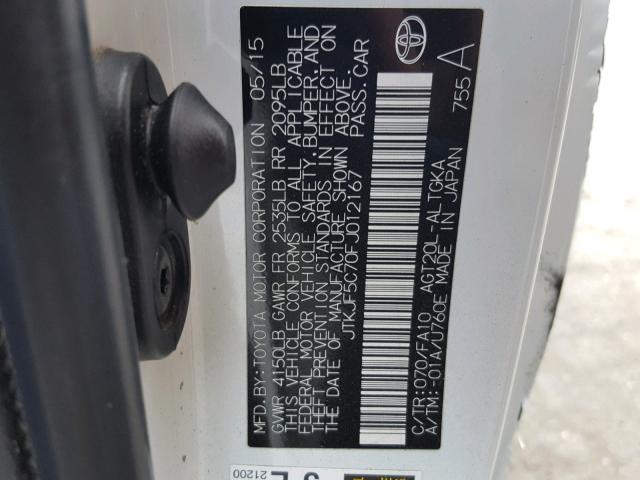 MFD.BY:TOYOTA MOTOR CORPORATION 05/15
GVWR 4150LB GAWR FR 2535LB RR 2095LB
THIS VEHICLE CONFORMS TO ALL APPLICABLE
FEDERAL MOTOR VEHICLE SAFETY, BUMPER, AND
THEFT PREVENTION STANDARDS IN EFFECT ON
THE DATE OF MANUFACTURE SHOWN ABOVE.
JTKJF5C70FJ012167 PASS.CAR
C/TR:070/FA10 AGT20L-ALTGKA
A/TM:-01A/U760E MADE IN JAPAN 755 A
21200